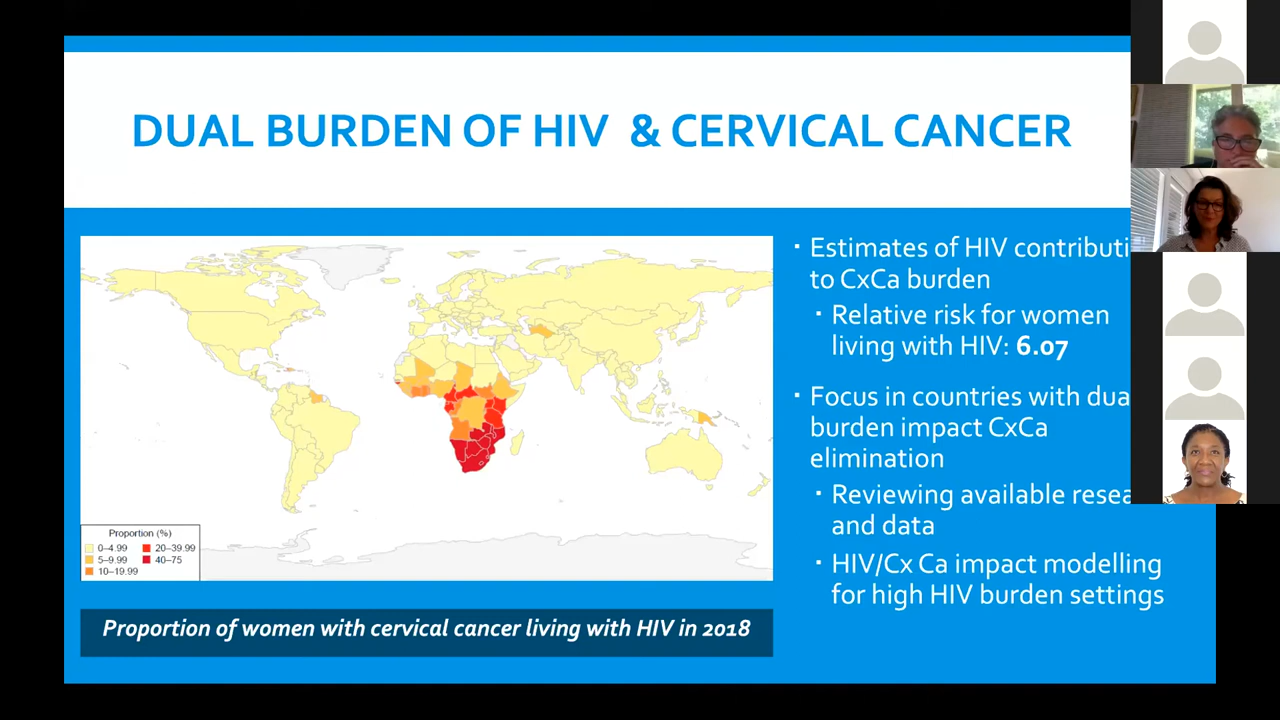 DUAL BURDEN OF HIV & CERVICAL CANCER
Estimates of HIV contributi
to CxCa burden
Relative risk for women
living with HIV: 6.07
Focus in countries with dua
burden impact CxCa
elimination
Reviewing available resea
and data
HIV/Cx Ca impact modelling
for high HIV burden settings
Proportion (%)
0–4.99 20–39.99
5–9.99 40–75
10–19.99
Proportion of women with cervical cancer living with HIV in 2018